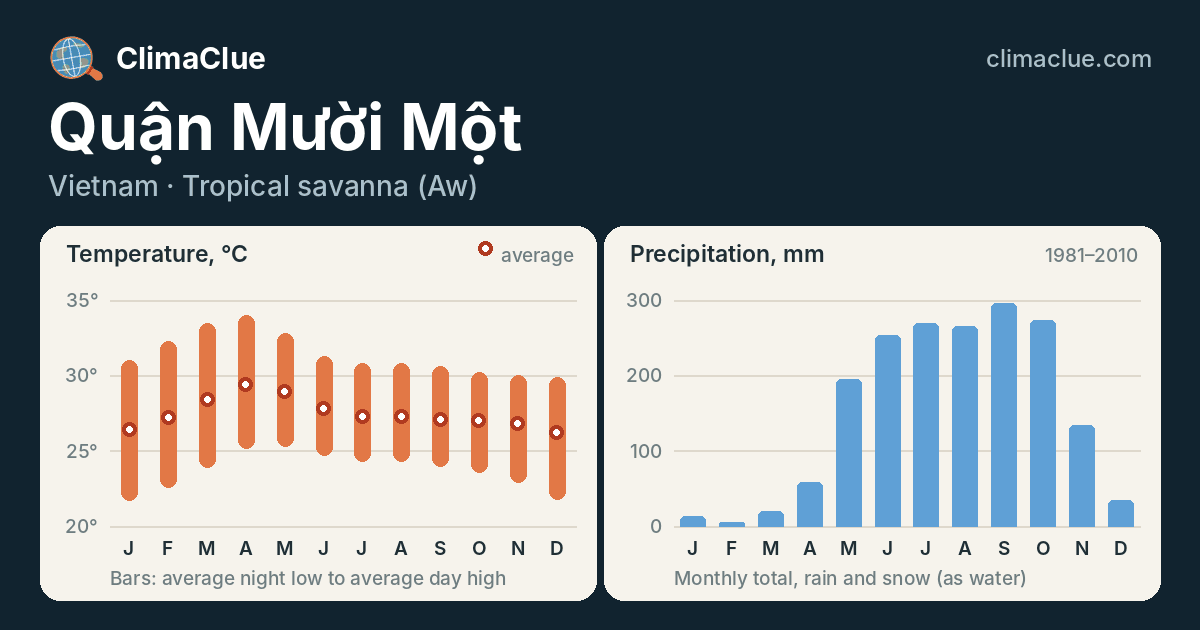 ClimaClue
climaclue.com
Quận Mười Một
Vietnam · Tropical savanna (Aw)
Temperature, °C
average
35°
30°
25°
20°
J F M A M J J A S O N D
Bars: average night low to average day high
Precipitation, mm
1981–2010
300
200
100
0
J F M A M J J A S O N D
Monthly total, rain and snow (as water)